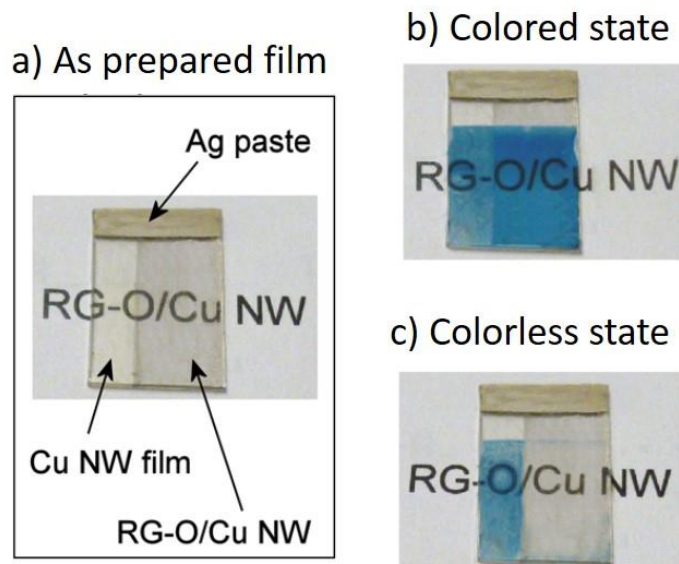 a) As prepared film
Ag paste
RG-O/Cu NW
Cu NW film
RG-O/Cu NW
b) Colored state
RG-O/Cu NW
c) Colorless state
RG-O/Cu NW